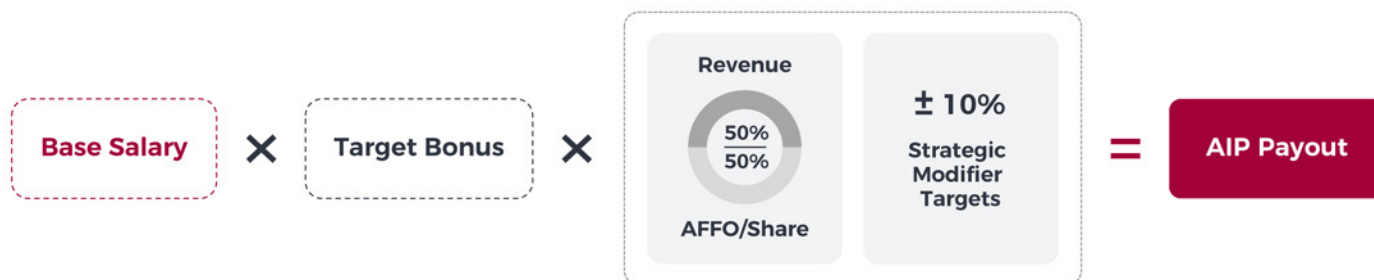 Base Salary
×
Target Bonus
×
Revenue
50%
50%
AFFO/Share
± 10%
Strategic
Modifier
Targets
=
AIP Payout